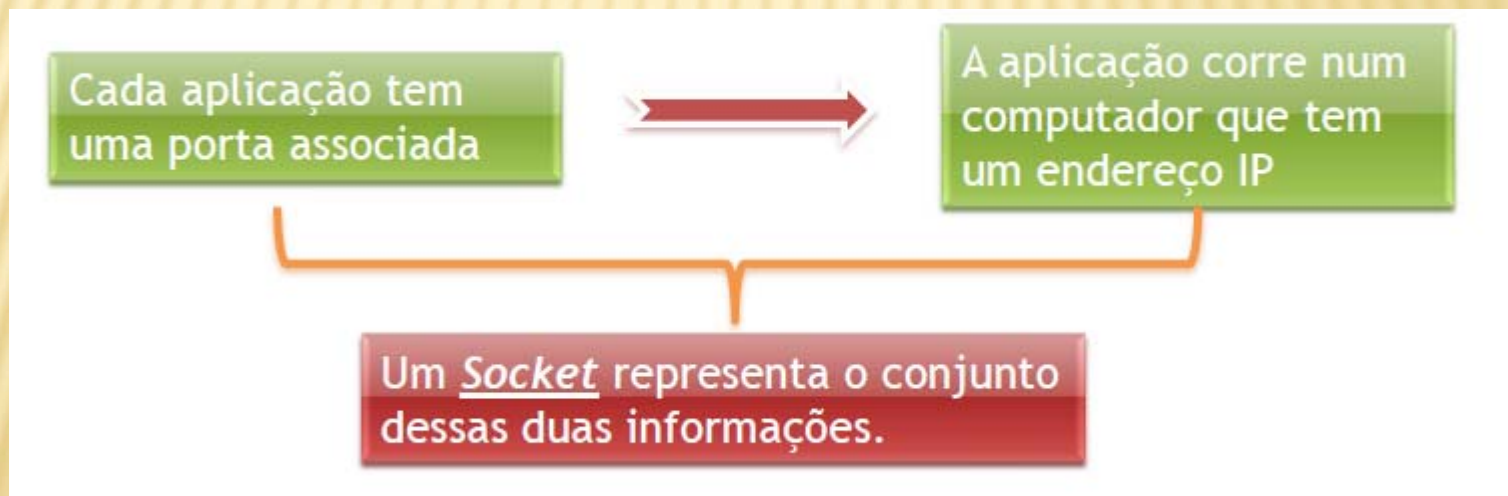 Cada aplicação tem
uma porta associada
A aplicação corre num
computador que tem
um endereço IP
Um Socket representa o conjunto
dessas duas informações.